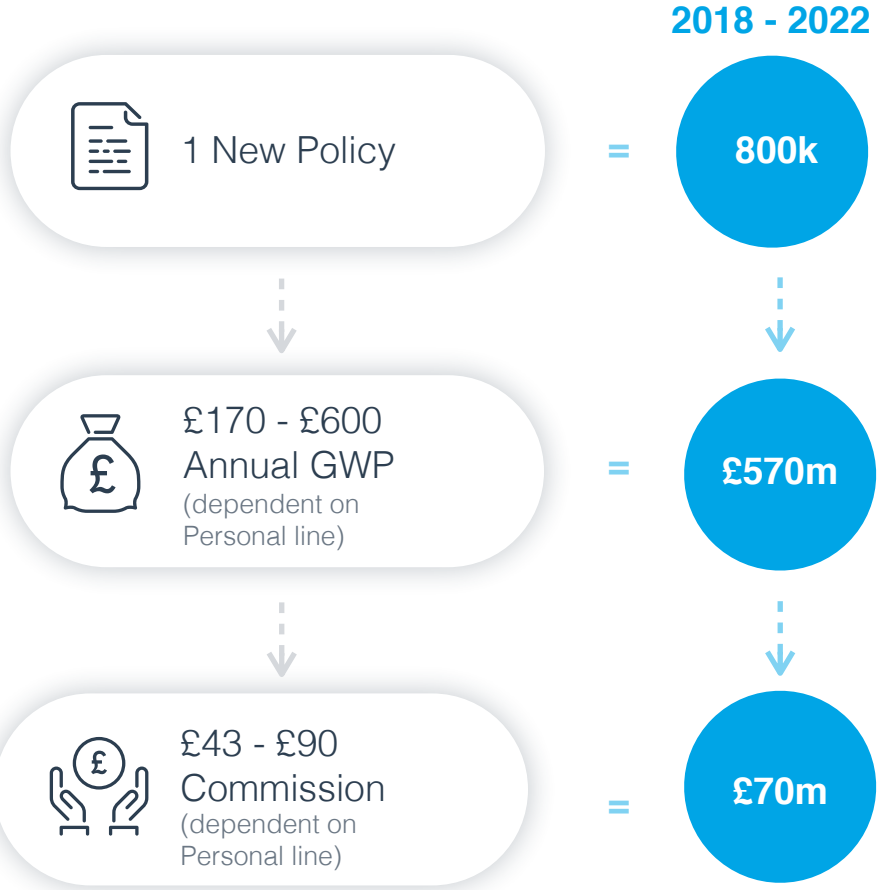 2018 - 2022
1 New Policy
=
800k
£170 - £600
Annual GWP
(dependent on
Personal line)
£
=
£570m
£43 - £90
Commission
(dependent on
Personal line)
£
=
£70m